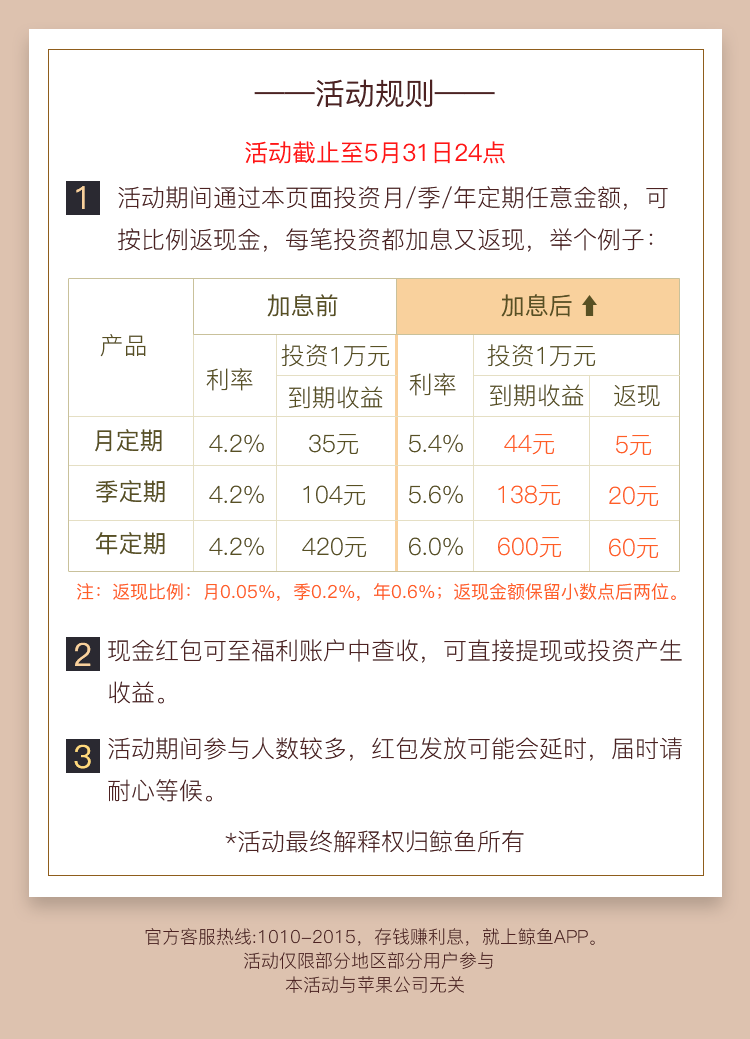 ——活动规则——
活动截止至5月31日24点
1 活动期间通过本页面投资月/季/年定期任意金额，可
按比例返现金，每笔投资都加息又返现，举个例子：
产品 加息前 加息后⬆
利率 投资1万元 利率 投资1万元
到期收益 到期收益 返现
月定期 4.2% 35元 5.4% 44元 5元
季定期 4.2% 104元 5.6% 138元 20元
年定期 4.2% 420元 6.0% 600元 60元
注：返现比例：月0.05%，季0.2%，年0.6%；返现金额保留小数点后两位。
2 现金红包可至福利账户中查收，可直接提现或投资产生
收益。
3 活动期间参与人数较多，红包发放可能会延时，届时请
耐心等候。
*活动最终解释权归鲸鱼所有
官方客服热线:1010-2015，存钱赚利息，就上鲸鱼APP。
活动仅限部分地区部分用户参与
本活动与苹果公司无关